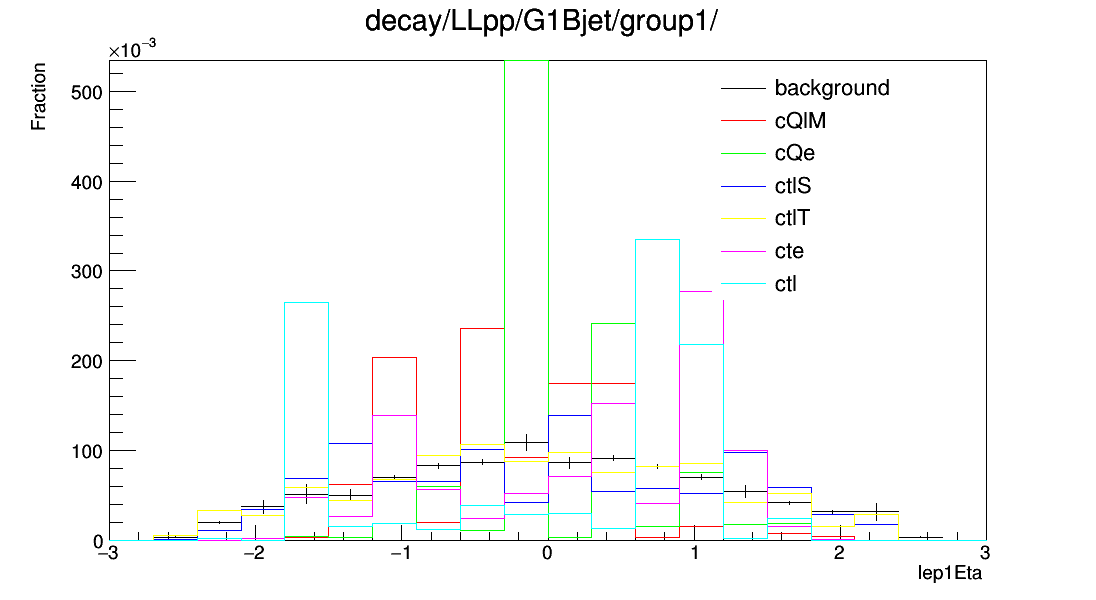 decay/LLpp/G1Bjet/group1/
×10⁻³
Fraction
500
400
300
200
100
0
background
cQlM
cQe
ctlS
ctlT
cte
ctl
−3
−2
−1
0
1
2
3
lep1Eta